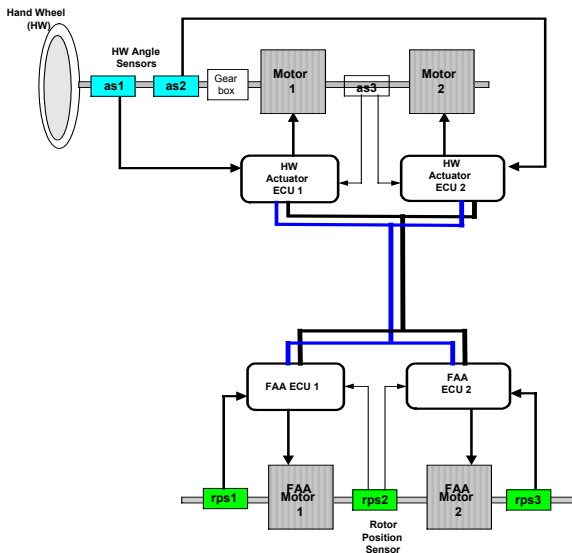 Hand Wheel
(HW)
HW Angle
Sensors
as1
as2
Gear
box
Motor
1
as3
Motor
2
HW
Actuator
ECU 1
HW
Actuator
ECU 2
FAA ECU 1
FAA
ECU 2
rps1
FAA
Motor
1
rps2
FAA
Motor
2
rps3
Rotor
Position
Sensor